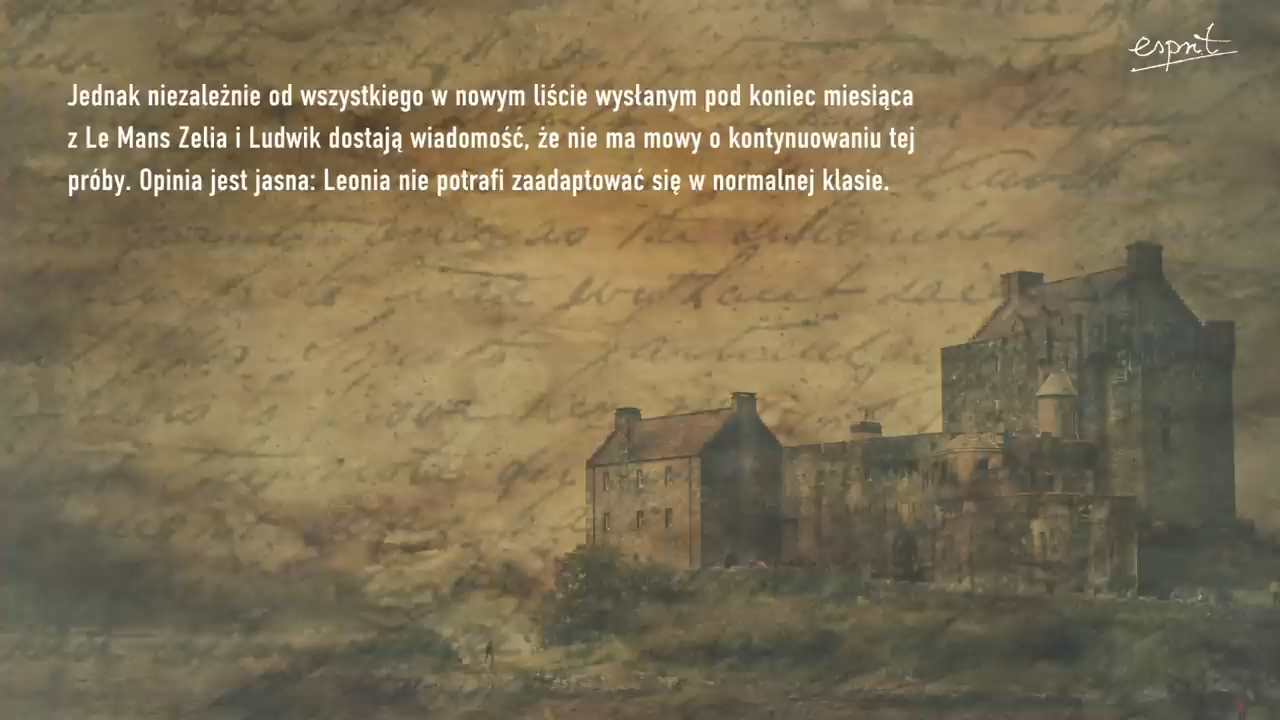 esprit
Jednak niezależnie od wszystkiego w nowym liście wysłanym pod koniec miesiąca
z Le Mans Zelia i Ludwik dostają wiadomość, że nie ma mowy o kontynuowaniu tej
próby. Opinia jest jasna: Leonia nie potrafi zaadaptować się w normalnej klasie.